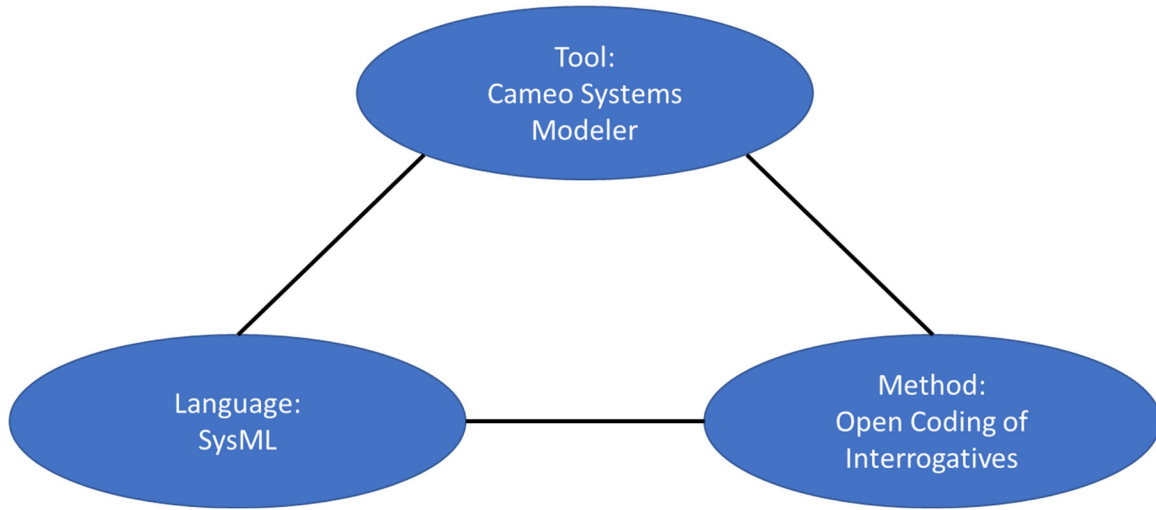 Tool:
Cameo Systems
Modeler
Language:
SysML
Method:
Open Coding of
Interrogatives